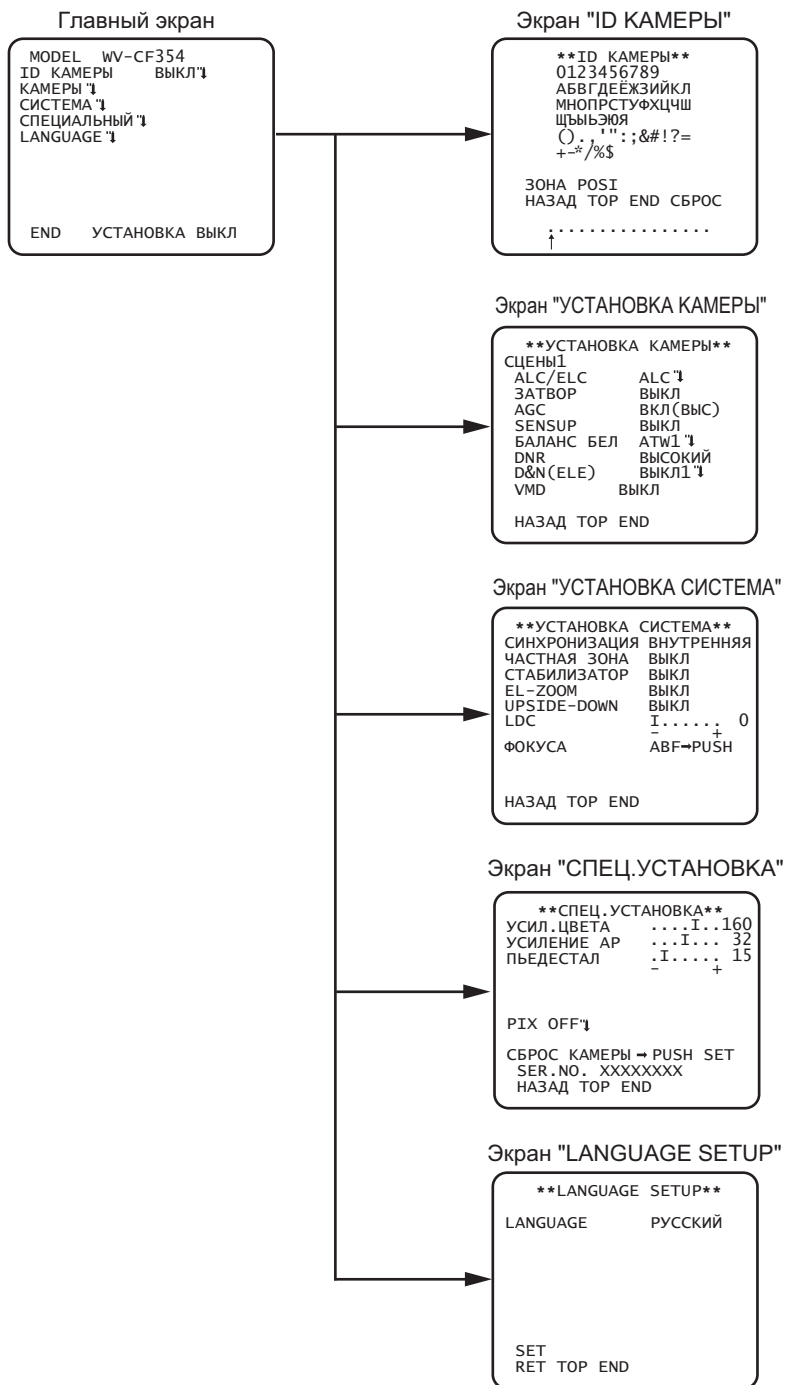 Главный экран
MODEL WV-CF354
ID КАМЕРЫ ВЫКЛ
КАМЕРЫ
СИСТЕМА
СПЕЦИАЛЬНЫЙ
LANGUAGE
END УСТАНОВКА ВЫКЛ
Экран "ID КАМЕРЫ"
**ID КАМЕРЫ**
0123456789
АБВГДЕЁЖЗИЙКЛ
МНОПРСТУФХЦЧШ
ЩЪЫЬЭЮЯ
().,'":;&#!?=
+-*/%$
ЗОНА POSI
НАЗАД TOP END СБРОС
................
↑
Экран "УСТАНОВКА КАМЕРЫ"
**УСТАНОВКА КАМЕРЫ**
СЦЕНЫ1
ALC/ELC ALC
ЗАТВОР ВЫКЛ
AGC ВКЛ(ВЫС)
SENSUP ВЫКЛ
БАЛАНС БЕЛ ATW1
DNR ВЫСОКИЙ
D&N(ELE) ВЫКЛ1
VMD ВЫКЛ
НАЗАД TOP END
Экран "УСТАНОВКА СИСТЕМА"
**УСТАНОВКА СИСТЕМА**
СИНХРОНИЗАЦИЯ ВНУТРЕННЯЯ
ЧАСТНАЯ ЗОНА ВЫКЛ
СТАБИЛИЗАТОР ВЫКЛ
EL-ZOOM ВЫКЛ
UPSIDE-DOWN ВЫКЛ
LDC I...... 0
- +
ФОКУСА ABF➞PUSH
НАЗАД TOP END
Экран "СПЕЦ.УСТАНОВКА"
**СПЕЦ.УСТАНОВКА**
УСИЛ.ЦВЕТА ....I..160
УСИЛЕНИЕ AP ...I... 32
ПЬЕДЕСТАЛ .I..... 15
- +
PIX OFF
СБРОС КАМЕРЫ ➞ PUSH SET
SER.NO. XXXXXXXX
НАЗАД TOP END
Экран "LANGUAGE SETUP"
**LANGUAGE SETUP**
LANGUAGE РУССКИЙ
SET
RET TOP END